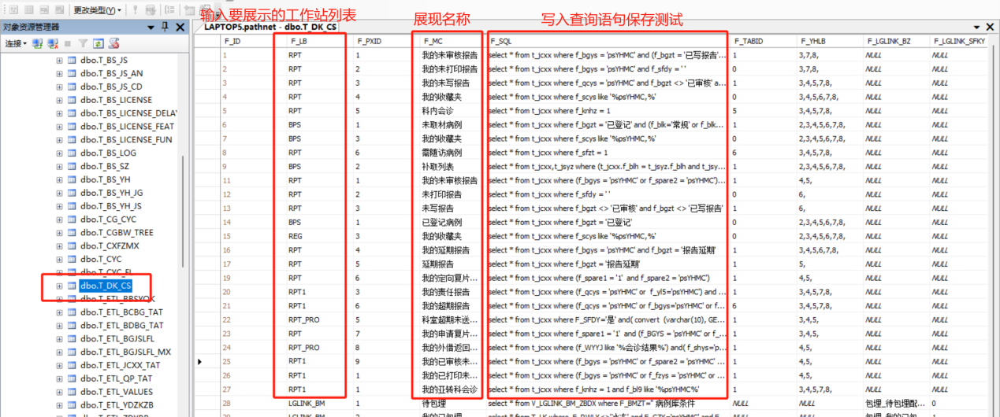 输入要展示的工作站列表
展现名称
写入查询语句保存测试
更改类型(Y)
对象资源管理器
LAPTOP5.pathnet - dbo.T_DK_CS
连接
dbo.T_BS_JS
dbo.T_BS_JS_AN
dbo.T_BS_JS_CD
dbo.T_BS_LICENSE
dbo.T_BS_LICENSE_DELA
dbo.T_BS_LICENSE_FEAT
dbo.T_BS_LICENSE_FUN
dbo.T_BS_LOG
dbo.T_BS_SZ
dbo.T_BS_YH
dbo.T_BS_YH_JG
dbo.T_BS_YH_JS
dbo.T_CG_CYC
dbo.T_CGBW_TREE
dbo.T_CXFZMX
dbo.T_CYC
dbo.T_CYC_FL
dbo.T_DK_CS
dbo.T_ETL_BBSYQK
dbo.T_ETL_BCBG_TAT
dbo.T_ETL_BDBG_TAT
dbo.T_ETL_BGJSLFL
dbo.T_ETL_BGJSLFL_MX
dbo.T_ETL_JCXX_TAT
dbo.T_ETL_QP_TAT
dbo.T_ETL_VALUES
dbo.T_ETL_YDZKZB
F_ID F_LB F_PXID F_MC F_SQL F_TABID F_YHLB F_LGLINK_BZ F_LGLINK_SFKY
1 RPT 1 我的未审核报告 select * from t_jcxx where f_bgys = 'psYHMC' and (f_bgzt = '已写报告'... 1 3,7,8, NULL NULL
2 RPT 2 我的未打印报告 select * from t_jcxx where f_bgys = 'psYHMC' and f_sfdy = ' ' 0 3,7,8, NULL NULL
3 RPT 3 我的未写报告 select * from t_jcxx where f_qcys = 'psYHMC' and f_bgzt <> '已审核' a... 1 3,4,5,7,8, NULL NULL
4 RPT 4 我的收藏夹 select * from t_jcxx where f_scys like '%psYHMC,%' 0 3,4,5,6,7,8, NULL NULL
5 RPT 5 科内会诊 select * from t_jcxx where f_knhz = 1 5 3,4,5,7,8, NULL NULL
6 BPS 1 未取材病例 select * from t_jcxx where f_bgzt = '已登记' and (f_blk='常规' or f_blk... 1 2,3,4,5,6,7,8, NULL NULL
7 BPS 3 我的收藏夹 select * from t_jcxx where f_scys like '%psYHMC,%' 0 2,3,4,5,6,7,8, NULL NULL
8 RPT 6 需随访病例 select * from t_jcxx where f_sfzt = 1 6 3,4,5,7,8, NULL NULL
9 BPS 2 补取列表 select * from t_jcxx,t_jsyz where (t_jcxx.f_blh = t_jsyz.f_blh and t_jsy... 1 2,3,4,5,6,7,8, NULL NULL
11 RPT 1 我的未审核报告 select * from t_jcxx where (f_bgys = 'psYHMC' or f_spare2 = 'psYHMC')... 1 4,5, NULL NULL
12 RPT 2 未打印报告 select * from t_jcxx where f_sfdy = ' ' 0 6, NULL NULL
13 RPT 3 未写报告 select * from t_jcxx where f_bgzt <> '已审核' and f_bgzt <> '已写报告' 1 6, NULL NULL
14 BPS 1 已登记病例 select * from t_jcxx where f_bgzt = '已登记' 0 2,3,4,5,6,7,8, NULL NULL
15 REG 3 我的收藏夹 select * from t_jcxx where f_scys like '%psYHMC,%' 0 2,3,4,5,6,7,8, NULL NULL
16 RPT 4 我的延期报告 select * from t_jcxx where f_bgys = 'psYHMC' and f_bgzt = '报告延期' 1 3,4,5,6,7,8, NULL NULL
17 RPT 5 延期报告 select * from t_jcxx where f_bgzt = '报告延期' 1 5, NULL NULL
19 RPT 6 我的定向复片... select * from t_jcxx where (f_spare1 = '1' and f_spare2 = 'psYHMC') 1 4,5, NULL NULL
20 RPT1 3 我的责任报告 select * from t_jcxx where (f_qcys = 'psYHMC' or f_yl5='psYHMC') and ... 1 3,4,5,7,8, NULL NULL
21 RPT1 6 我的超期报告 select * from t_jcxx where (f_qcys = 'psYHMC' or f_bgys='psYHMC' or f... 6 3,4,5,7,8, NULL NULL
22 RPT_PRO 5 科室超期未送... select * from t_jcxx where F_SFDY='是' and( convert (varchar(10), GE... 1 3,4,5, NULL NULL
23 RPT 7 我的申请复片... select * from t_jcxx where f_spare1 = '1' and (f_BGYS = 'psYHMC' or f_... 1 4,5, NULL NULL
24 RPT_PRO 8 我的外借返回... select * from t_jcxx where (f_WYYJ like '%会诊结果%') and( f_shys='p... 1 4,5, NULL NULL
25 RPT1 9 我的已审核未... select * from t_jcxx where (f_bgys = 'psYHMC' or f_spare2 = 'psYHMC' ... 1 4,5, NULL NULL
26 RPT1 1 我的已打印未... select * from t_jcxx where (f_bgys = 'psYHMC' or f_fzys = 'psYHMC' or ... 1 4,5, NULL NULL
27 RPT1 1 我的亚转科会诊 select * from t_jcxx where f_knhz = 1 and f_bl9 like '%psYHMC%' 1 4,5, NULL NULL
28 LGLINK_BM 1 待包埋 select * from V_LGLINK_BM_ZBDX where F_BMZT='' 病例库条件 NULL NULL 包埋_待包埋配... 0